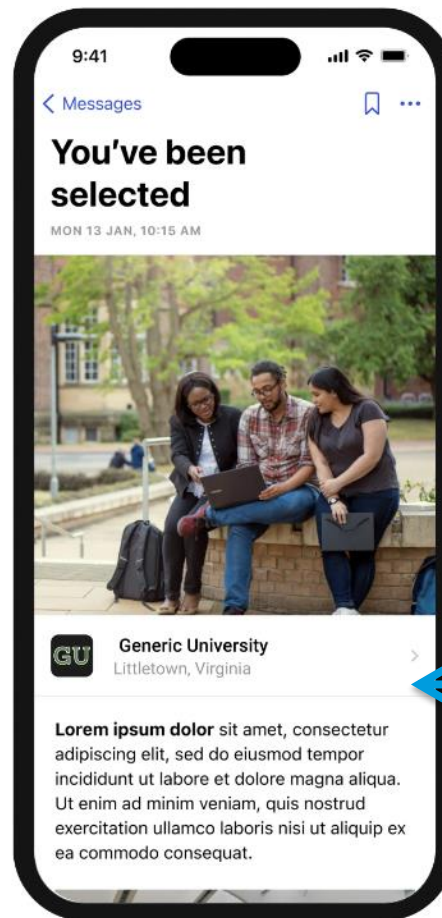 9:41
Messages
You've been
selected
MON 13 JAN, 10:15 AM
GU
Generic University
Littletown, Virginia
Lorem ipsum dolor sit amet, consectetur
adipiscing elit, sed do eiusmod tempor
incididunt ut labore et dolore magna aliqua.
Ut enim ad minim veniam, quis nostrud
exercitation ullamco laboris nisi ut aliquip ex
ea commodo consequat.